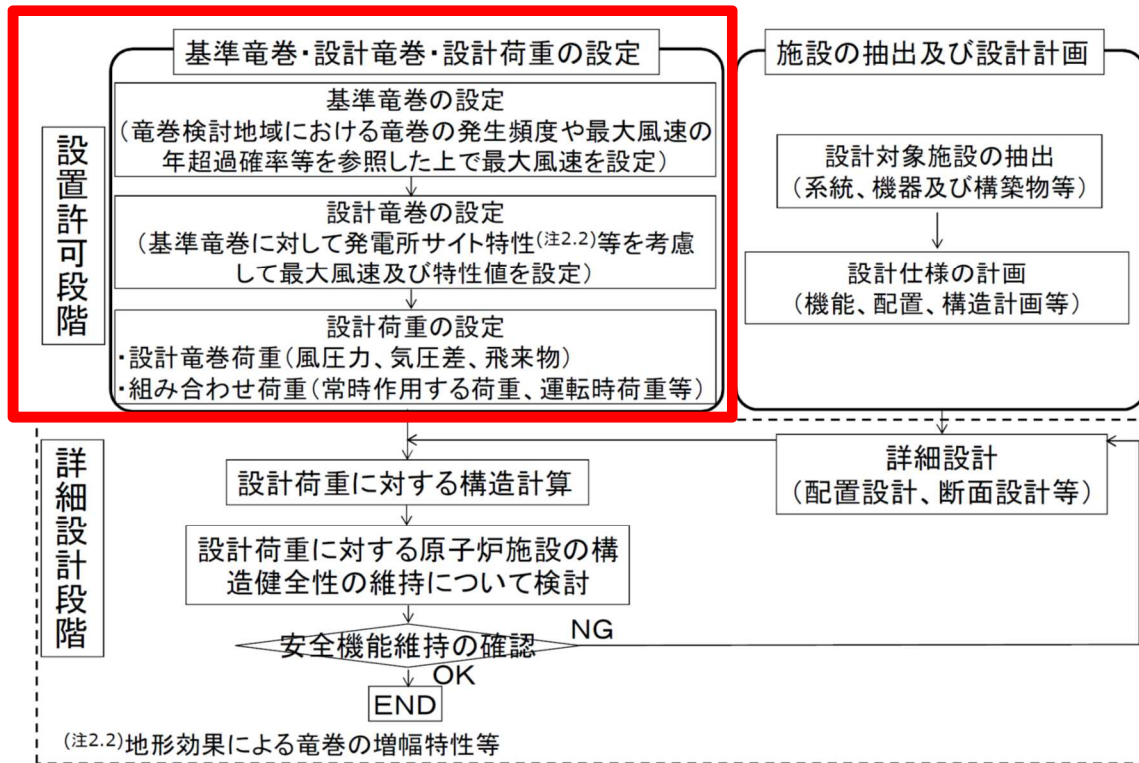 設置許可段階
基準竜巻・設計竜巻・設計荷重の設定
基準竜巻の設定
（竜巻検討地域における竜巻の発生頻度や最大風速の
年超過確率等を参照した上で最大風速を設定）
設計竜巻の設定
（基準竜巻に対して発電所サイト特性(注2.2)等を考慮
して最大風速及び特性値を設定）
設計荷重の設定
・設計竜巻荷重（風圧力、気圧差、飛来物）
・組み合わせ荷重（常時作用する荷重、運転時荷重等）
施設の抽出及び設計計画
設計対象施設の抽出
（系統、機器及び構築物等）
設計仕様の計画
（機能、配置、構造計画等）
詳細設計段階
設計荷重に対する構造計算
設計荷重に対する原子炉施設の構
造健全性の維持について検討
安全機能維持の確認
NG
OK
END
詳細設計
（配置設計、断面設計等）
(注2.2)地形効果による竜巻の増幅特性等